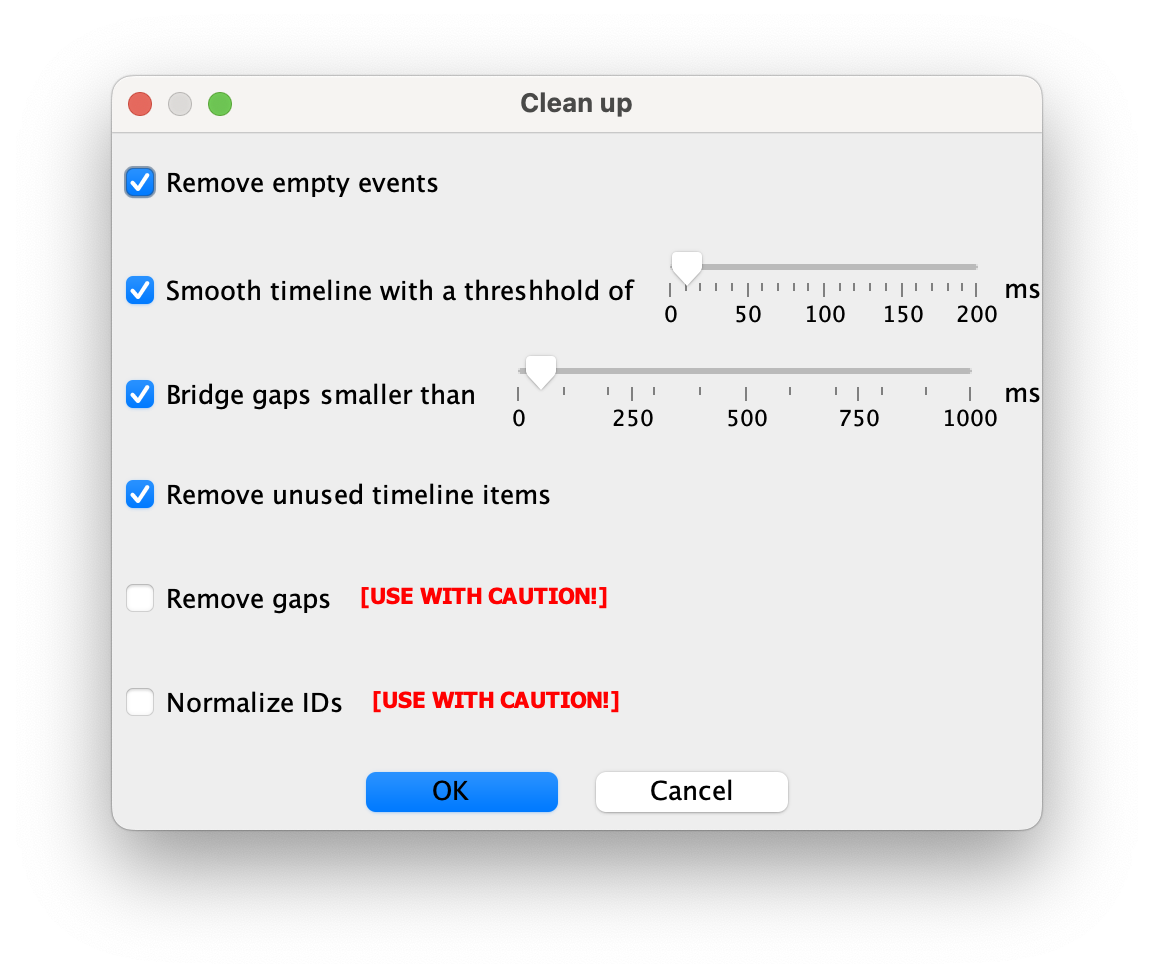 Clean up
Remove empty events
Smooth timeline with a threshhold of
ms
0 50 100 150 200
Bridge gaps smaller than
ms
0 250 500 750 1000
Remove unused timeline items
Remove gaps [USE WITH CAUTION!]
Normalize IDs [USE WITH CAUTION!]
OK Cancel